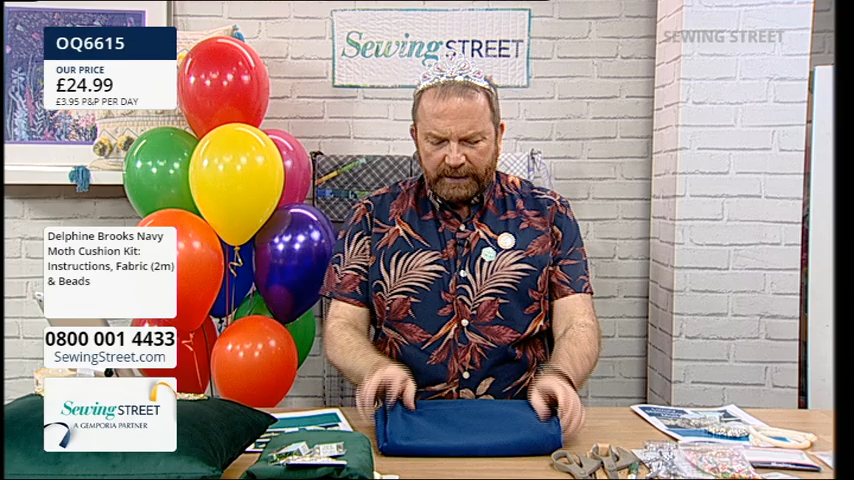 OQ6615
OUR PRICE
£24.99
£3.95 P&P PER DAY
Sewing STREET
SEWING STREET
Delphine Brooks Navy
Moth Cushion Kit:
Instructions, Fabric (2m)
& Beads
0800 001 4433
SewingStreet.com
Sewing STREET
A GEMPORIA PARTNER